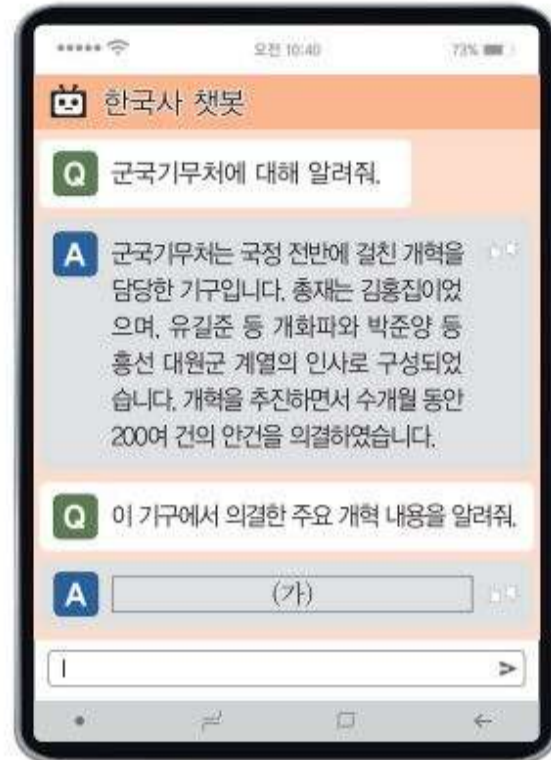 오전 10:40
73%
한국사 챗봇
Q 군국기무처에 대해 알려줘.
A 군국기무처는 국정 전반에 걸친 개혁을
담당한 기구입니다. 총재는 김홍집이었
으며, 유길준 등 개화파와 박준양 등
흥선 대원군 계열의 인사로 구성되었
습니다. 개혁을 추진하면서 수개월 동안
200여 건의 안건을 의결하였습니다.
Q 이 기구에서 의결한 주요 개혁 내용을 알려줘.
A (가)